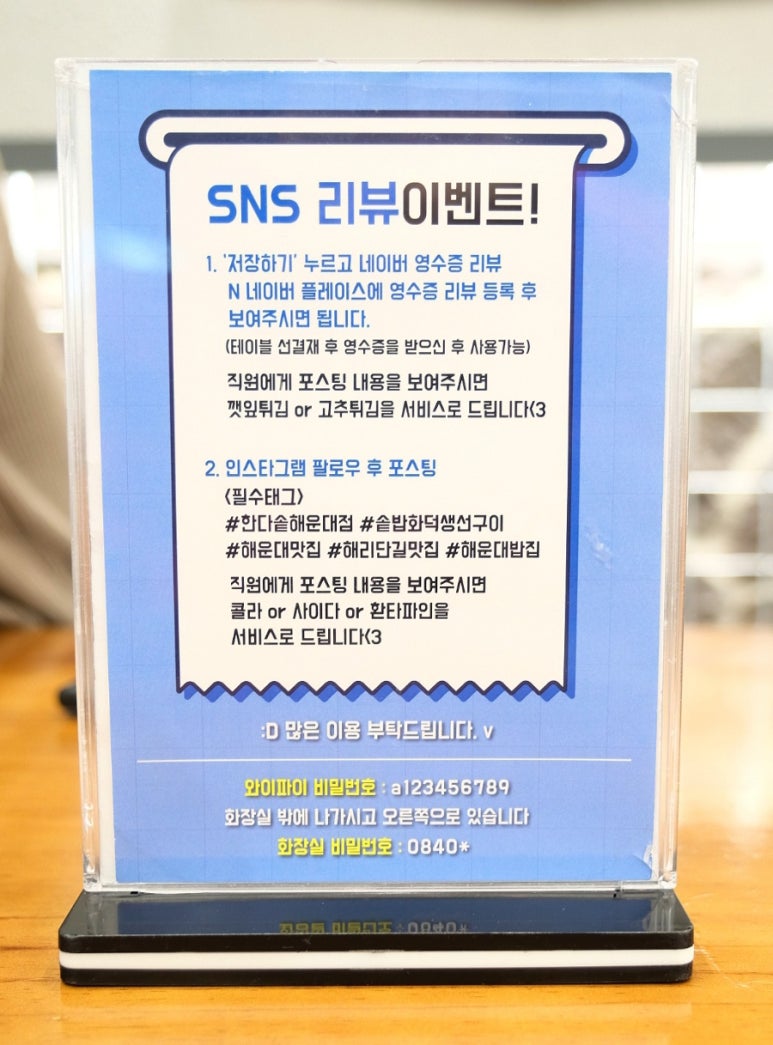 SNS 리뷰이벤트!
1. '저장하기' 누르고 네이버 영수증 리뷰
N 네이버 플레이스에 영수증 리뷰 등록 후
보여주시면 됩니다.
(테이블 선결재 후 영수증을 받으신 후 사용가능)
직원에게 포스팅 내용을 보여주시면
깻잎튀김 or 고추튀김을 서비스로 드립니다<3
2. 인스타그램 팔로우 후 포스팅
<필수태그>
#한다솥해운대점 #솥밥화덕생선구이
#해운대맛집 #해리단길맛집 #해운대밥집
직원에게 포스팅 내용을 보여주시면
콜라 or 사이다 or 환타파인을
서비스로 드립니다<3
:D 많은 이용 부탁드립니다. v
와이파이 비밀번호 : a123456789
화장실 밖에 나가시고 오른쪽으로 있습니다
화장실 비밀번호 : 0840*